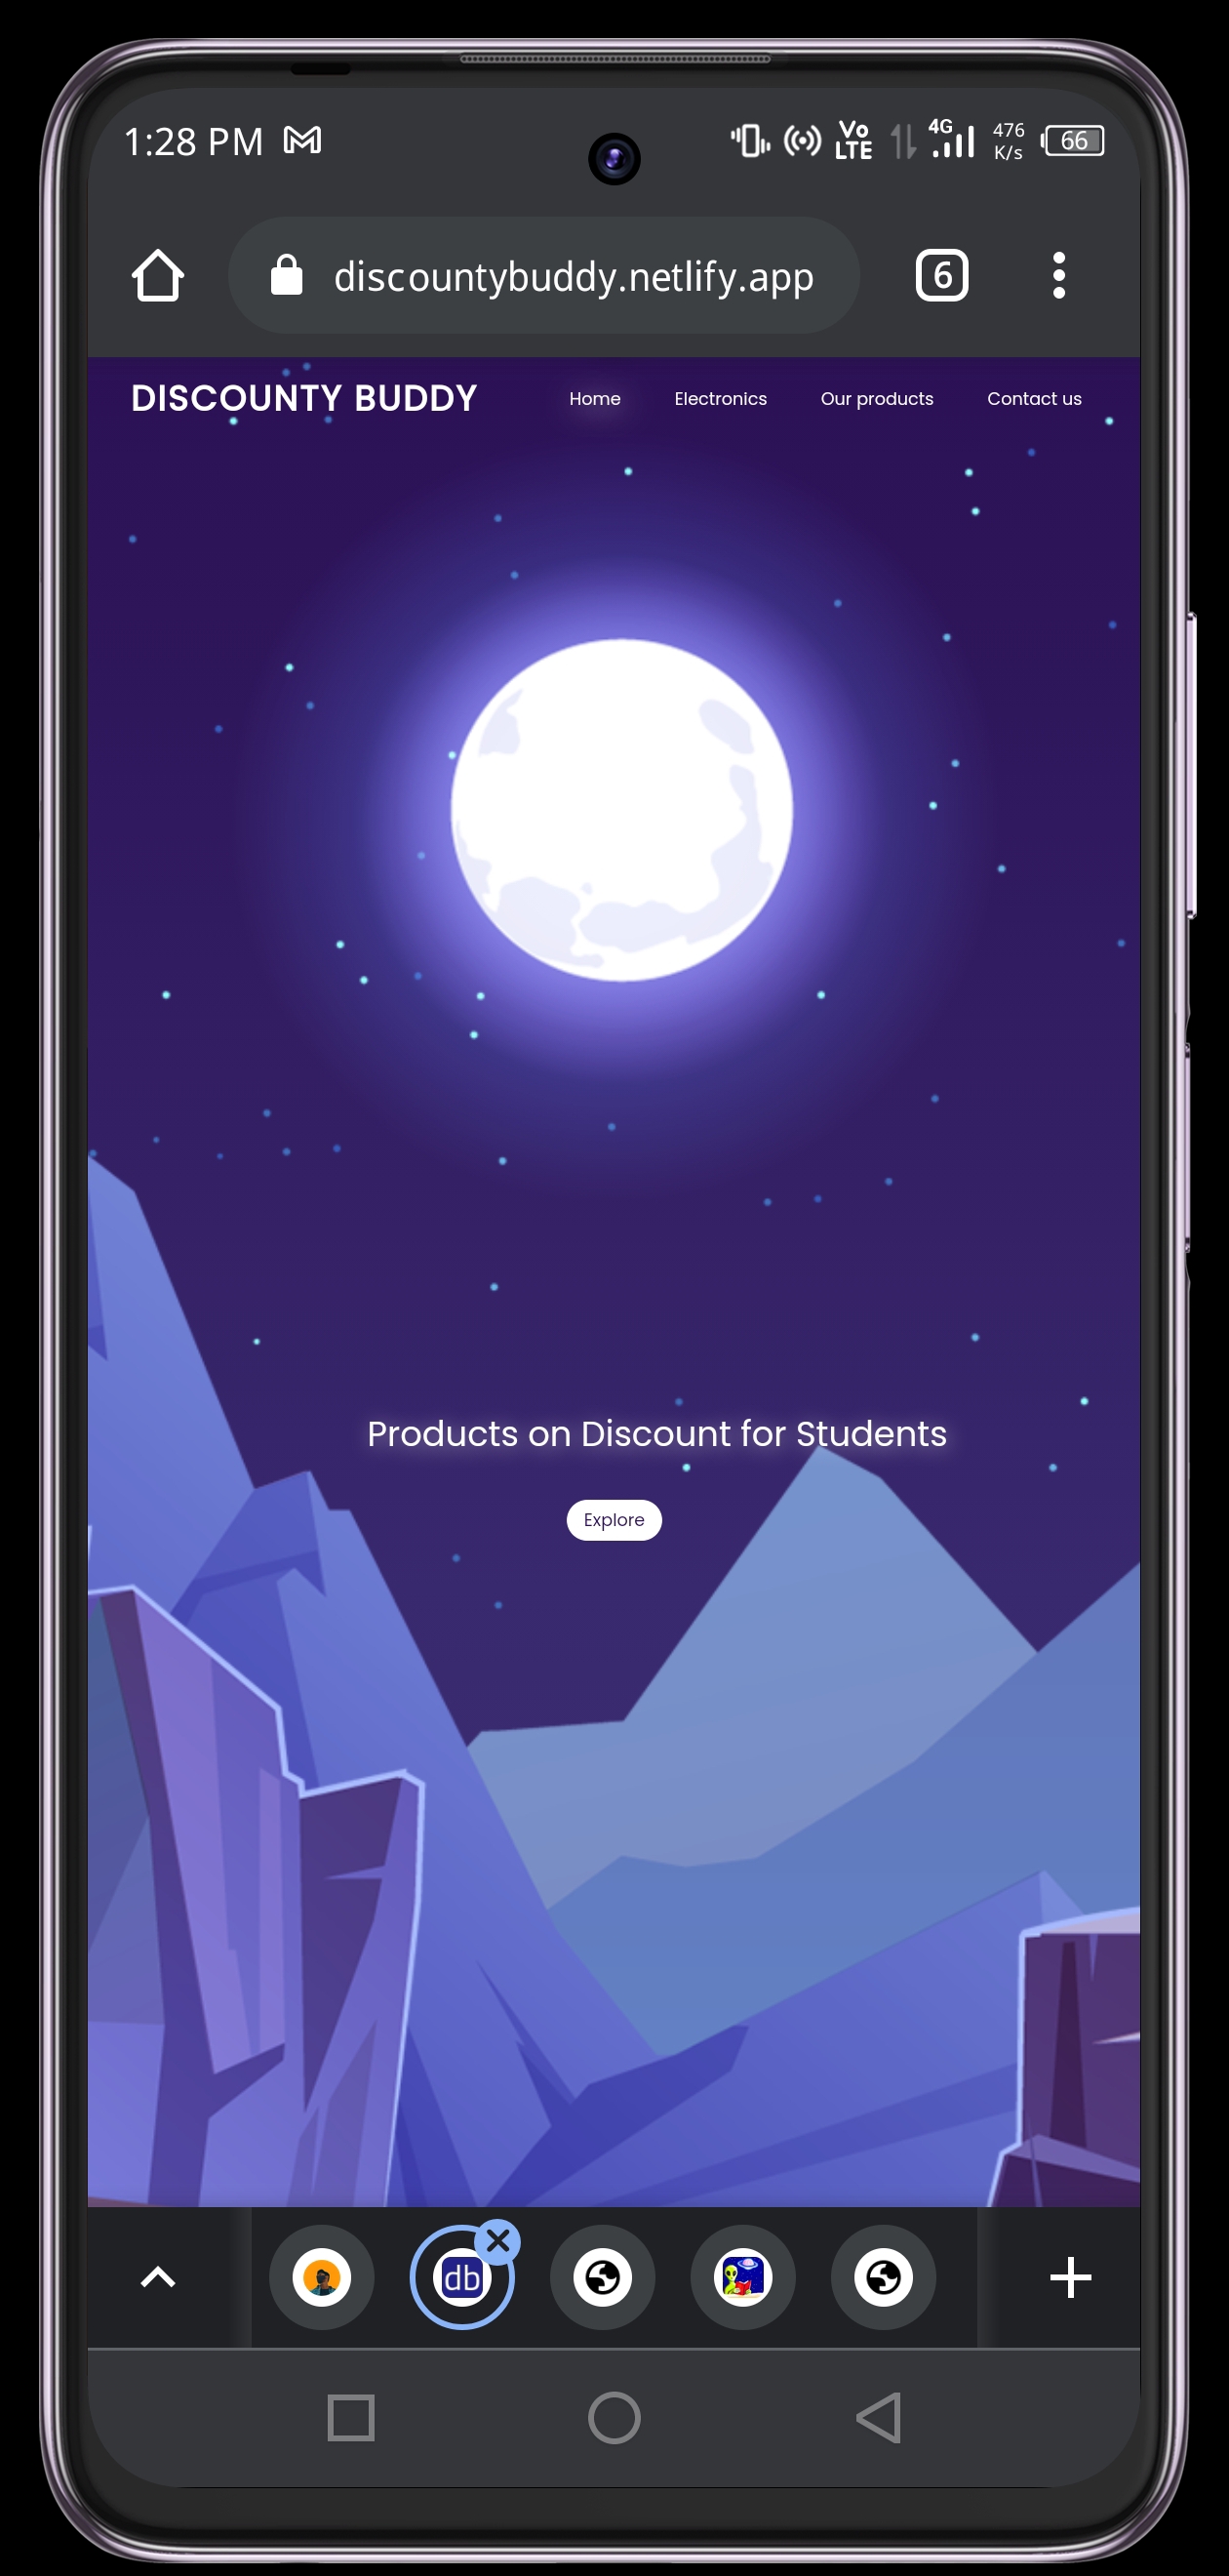 1:28 PM
Vo LTE 4G 476 K/s 66
discountybuddy.netlify.app 6
DISCOUNTY BUDDY Home Electronics Our products Contact us
Products on Discount for Students
Explore
db